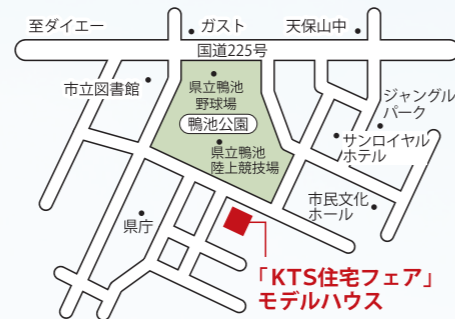 至ダイエー
ガスト
天保山中
国道225号
市立図書館
県立鴨池
野球場
鴨池公園
県立鴨池
陸上競技場
ジャングル
パーク
サンロイヤル
ホテル
市民文化
ホール
県庁
「KTS住宅フェア」
モデルハウス